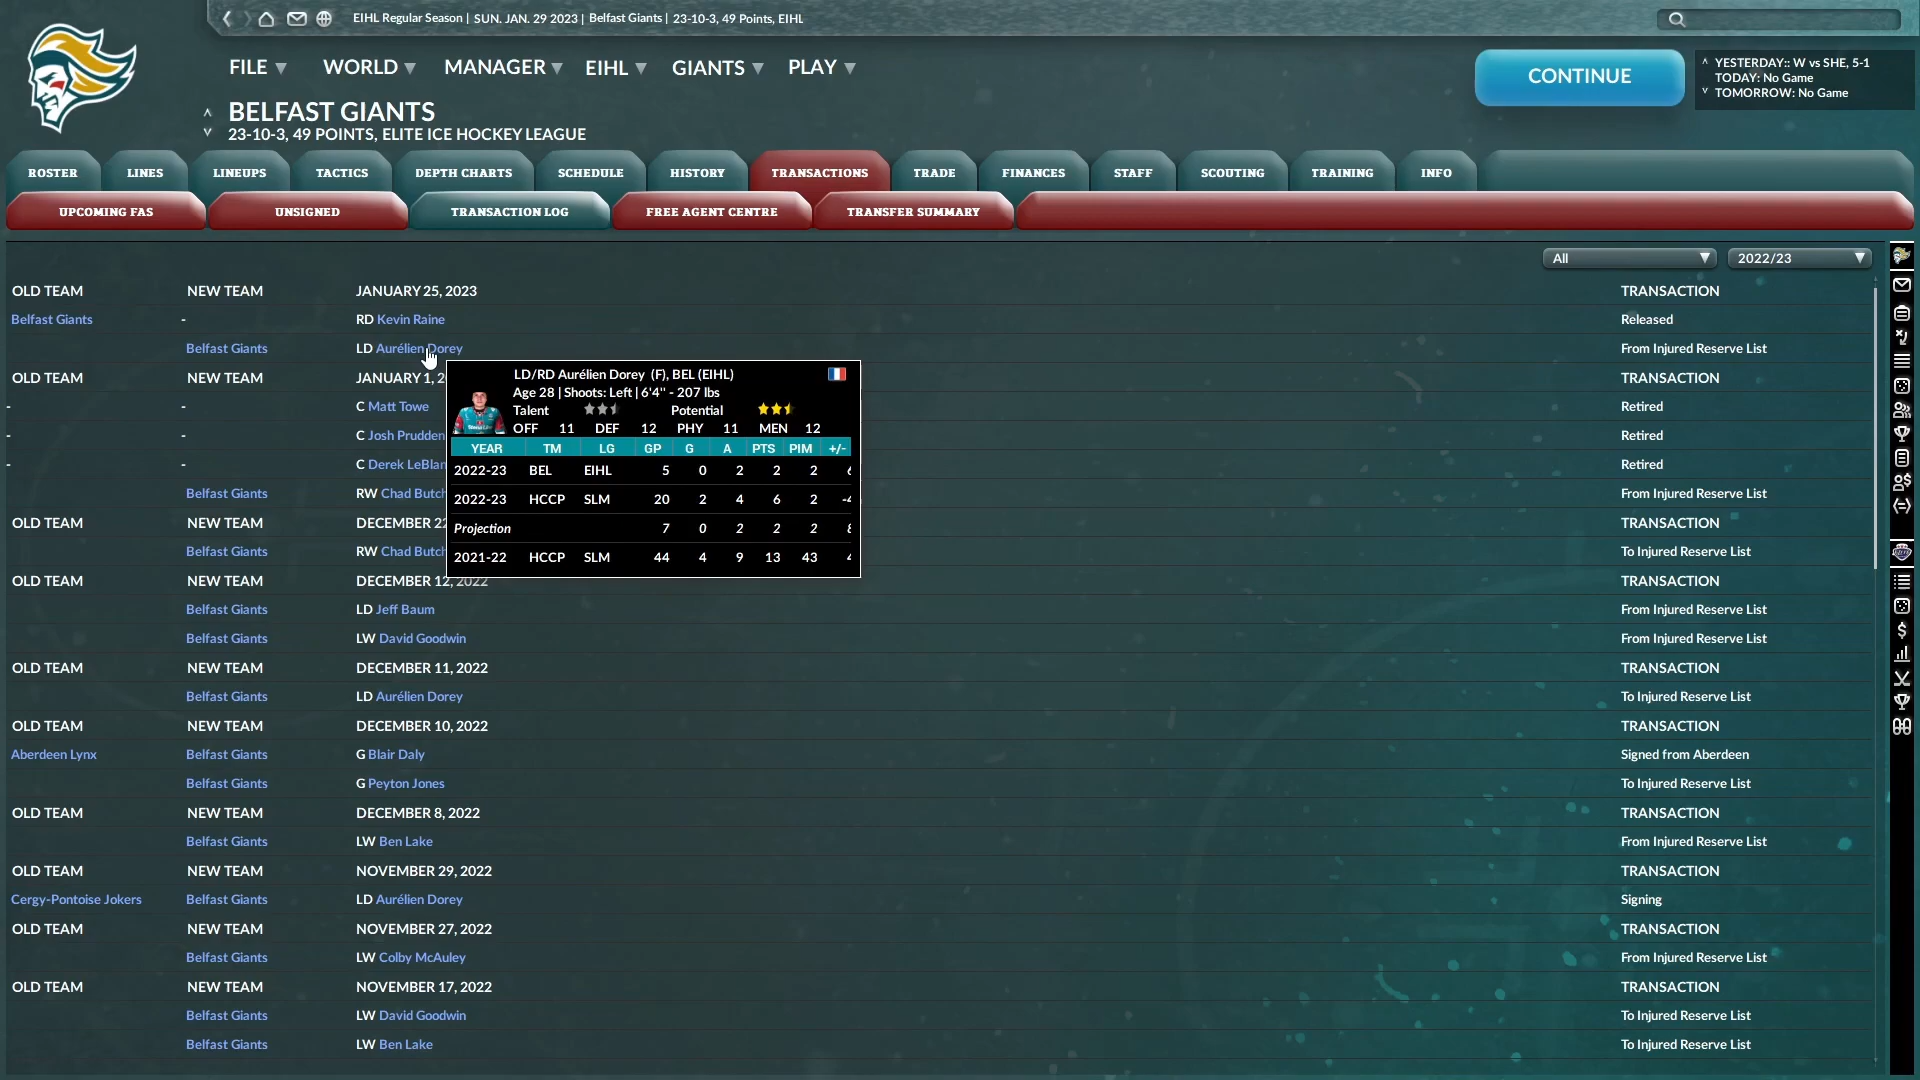 EIHL Regular Season | SUN. JAN. 29 2023 | Belfast Giants | 23-10-3, 49 Points, EIHL
FILE WORLD MANAGER EIHL GIANTS PLAY
CONTINUE
YESTERDAY:: W vs SHE, 5-1
TODAY: No Game
TOMORROW: No Game
BELFAST GIANTS
23-10-3, 49 POINTS, ELITE ICE HOCKEY LEAGUE
ROSTER LINES LINEUPS TACTICS DEPTH CHARTS SCHEDULE HISTORY TRANSACTIONS TRADE FINANCES STAFF SCOUTING TRAINING INFO
UPCOMING FAS UNSIGNED TRANSACTION LOG FREE AGENT CENTRE TRANSFER SUMMARY
All 2022/23
OLD TEAM NEW TEAM JANUARY 25, 2023 TRANSACTION
Belfast Giants - RD Kevin Raine Released
Belfast Giants LD Aurélien Dorey From Injured Reserve List
OLD TEAM NEW TEAM JANUARY 1, TRANSACTION
- - C Matt Towe Retired
- - C Josh Prudden Retired
- - C Derek Retired
Belfast Giants RW Chad From Injured Reserve List
OLD TEAM NEW TEAM DECEMBER TRANSACTION
Belfast Giants RW Chad To Injured Reserve List
LD/RD Aurélien Dorey (F), BEL (EIHL)
Age 28 | Shoots: Left | 6'4" - 207 lbs
Talent Potential
OFF 11 DEF 12 PHY 11 MEN 12
YEAR TM LG GP G A PTS PIM +/-
2022-23 BEL EIHL 5 0 2 2 2
2022-23 HCCP SLM 20 2 4 6 2
Projection 7 0 2 2 2
2021-22 HCCP SLM 44 4 9 13 43
OLD TEAM NEW TEAM DECEMBER 12, 2022 TRANSACTION
Belfast Giants LD Jeff Baum From Injured Reserve List
Belfast Giants LW David Goodwin From Injured Reserve List
OLD TEAM NEW TEAM DECEMBER 11, 2022 TRANSACTION
Belfast Giants LD Aurélien Dorey To Injured Reserve List
OLD TEAM NEW TEAM DECEMBER 10, 2022 TRANSACTION
Aberdeen Lynx Belfast Giants G Blair Daly Signed from Aberdeen
Belfast Giants G Peyton Jones To Injured Reserve List
OLD TEAM NEW TEAM DECEMBER 8, 2022 TRANSACTION
Belfast Giants LW Ben Lake From Injured Reserve List
OLD TEAM NEW TEAM NOVEMBER 29, 2022 TRANSACTION
Cergy-Pontoise Jokers Belfast Giants LD Aurélien Dorey Signing
OLD TEAM NEW TEAM NOVEMBER 27, 2022 TRANSACTION
Belfast Giants LW Colby McAuley From Injured Reserve List
OLD TEAM NEW TEAM NOVEMBER 17, 2022 TRANSACTION
Belfast Giants LW David Goodwin To Injured Reserve List
Belfast Giants LW Ben Lake To Injured Reserve List